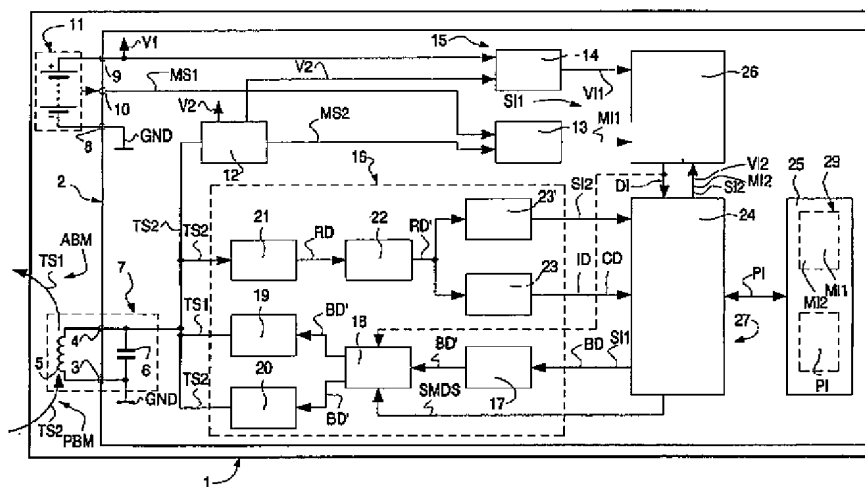 11
V1
15
14
9
MS1
V2
VI1
26
SI1
10
V2
MS2
MI1
13
8
GND
12
16
VI2
MI2
SI2
DI
2
23'
SI2
24
25
29
TS2
TS2
21
RD
22
RD'
ABM
TS1
7
23
ID
CD
PI
MI1
MI2
27
TS1
19
BD'
18
4
5
6
3
BD'
BD
SI1
17
TS2
20
BD'
SMDS
PI
GND
TS2
PBM
1